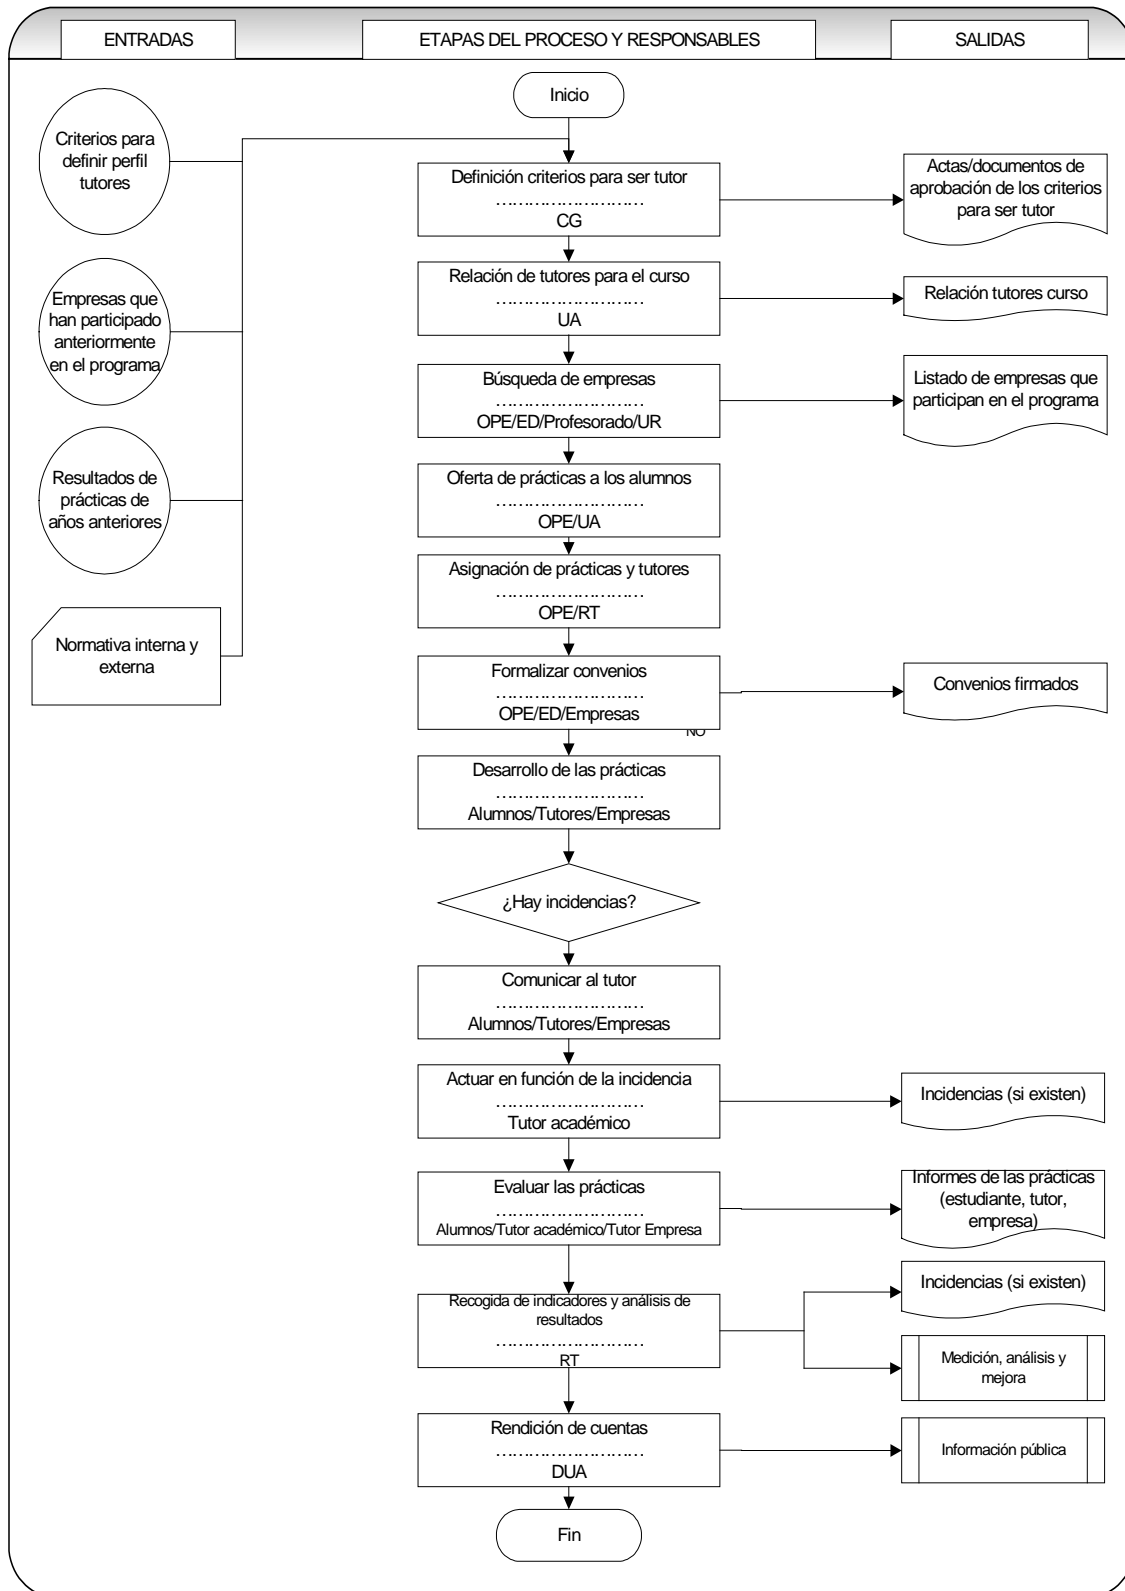 ENTRADAS
ETAPAS DEL PROCESO Y RESPONSABLES
SALIDAS
Inicio
Criterios para
definir perfil
tutores
Empresas que
han participado
anteriormente
en el programa
Resultados de
prácticas de
años anteriores
Normativa interna y
externa
Definición criterios para ser tutor
………………………
CG
Actas/documentos de
aprobación de los criterios
para ser tutor
Relación de tutores para el curso
………………………
UA
Relación tutores curso
Búsqueda de empresas
………………………
OPE/ED/Profesorado/UR
Listado de empresas que
participan en el programa
Oferta de prácticas a los alumnos
………………………
OPE/UA
Asignación de prácticas y tutores
………………………
OPE/RT
Formalizar convenios
………………………
OPE/ED/Empresas
Convenios firmados
NO
Desarrollo de las prácticas
………………………
Alumnos/Tutores/Empresas
¿Hay incidencias?
Comunicar al tutor
………………………
Alumnos/Tutores/Empresas
Actuar en función de la incidencia
………………………
Tutor académico
Incidencias (si existen)
Evaluar las prácticas
………………………
Alumnos/Tutor académico/Tutor Empresa
Informes de las prácticas
(estudiante, tutor,
empresa)
Recogida de indicadores y análisis de
resultados
………………………
RT
Incidencias (si existen)
Medición, análisis y
mejora
Rendición de cuentas
………………………
DUA
Información pública
Fin